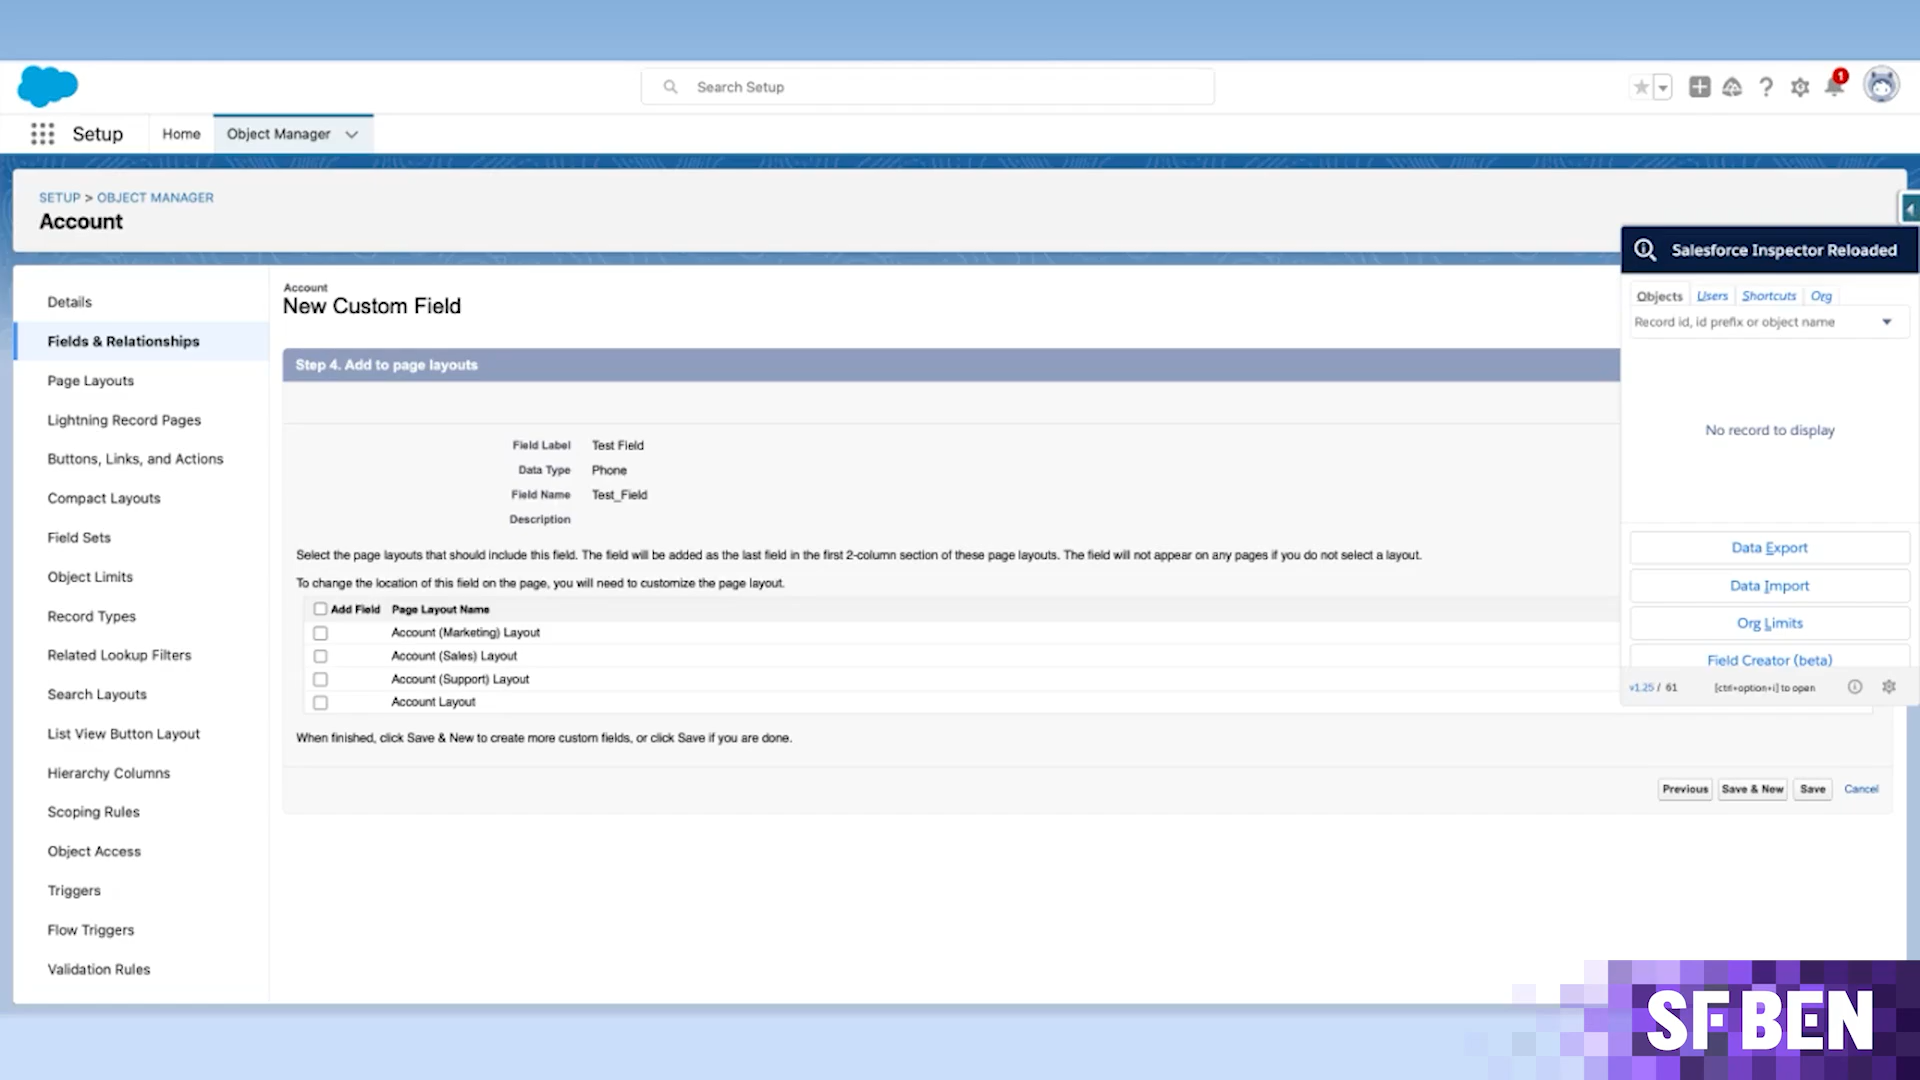 Search Setup
1
Setup
Home
Object Manager
SETUP > OBJECT MANAGER
Account
Details
Fields & Relationships
Page Layouts
Lightning Record Pages
Buttons, Links, and Actions
Compact Layouts
Field Sets
Object Limits
Record Types
Related Lookup Filters
Search Layouts
List View Button Layout
Hierarchy Columns
Scoping Rules
Object Access
Triggers
Flow Triggers
Validation Rules
Account
New Custom Field
Step 4. Add to page layouts
Field Label Test Field
Data Type Phone
Field Name Test_Field
Description
Select the page layouts that should include this field. The field will be added as the last field in the first 2-column section of these page layouts. The field will not appear on any pages if you do not select a layout.
To change the location of this field on the page, you will need to customize the page layout.
Add Field Page Layout Name
Account (Marketing) Layout
Account (Sales) Layout
Account (Support) Layout
Account Layout
When finished, click Save & New to create more custom fields, or click Save if you are done.
Previous Save & New Save Cancel
Salesforce Inspector Reloaded
Objects Users Shortcuts Org
Record id, id prefix or object name
No record to display
Data Export
Data Import
Org Limits
Field Creator (beta)
v1.25 / 61 [ctrl+option+i] to open
SF BEN